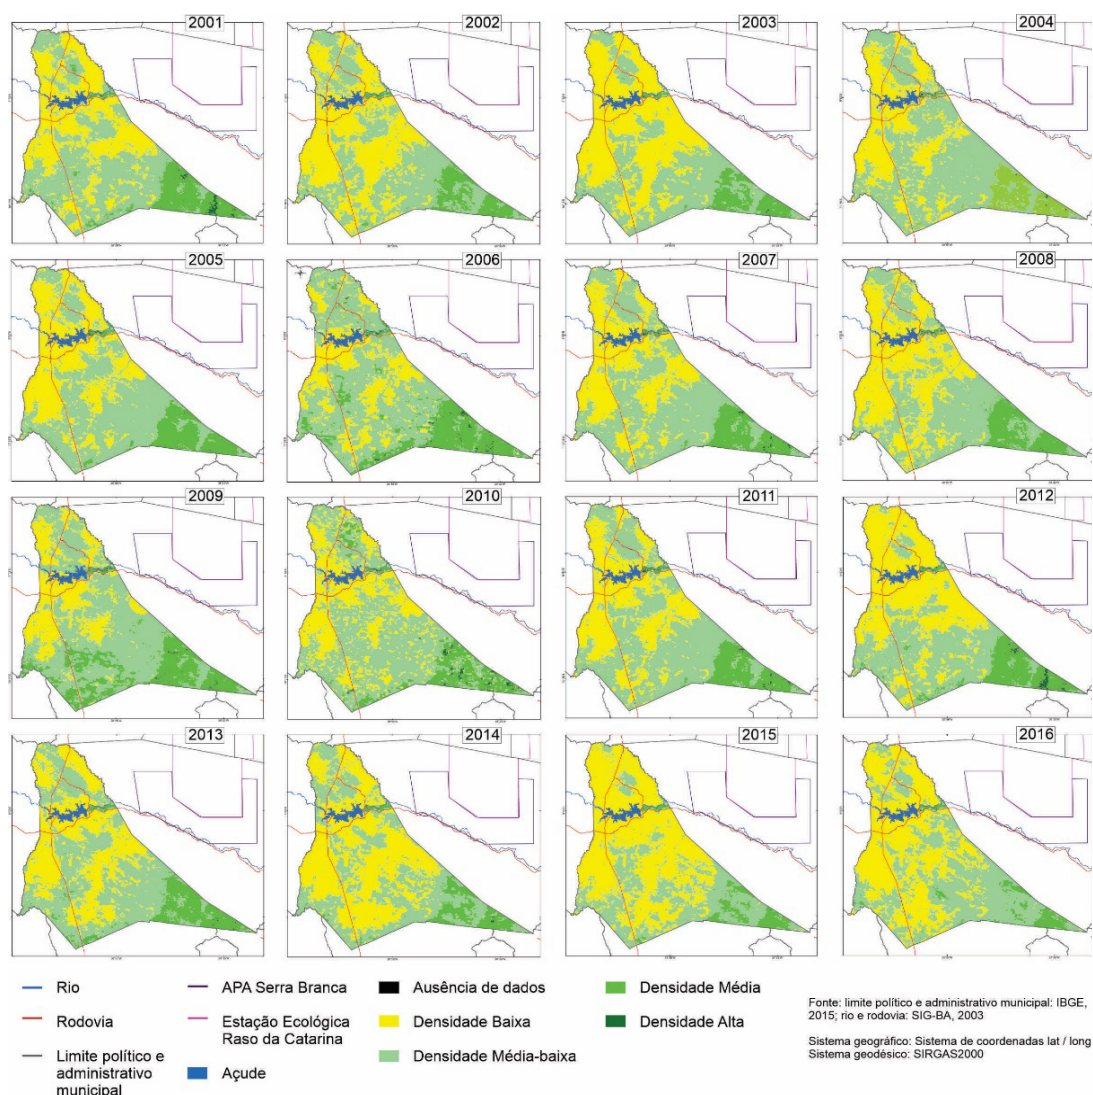 2001
2002
2003
2004
2005
2006
2007
2008
2009
2010
2011
2012
2013
2014
2015
2016
Rio
Rodovia
Limite político e
administrativo
municipal
APA Serra Branca
Estação Ecológica
Raso da Catarina
Açude
Ausência de dados
Densidade Baixa
Densidade Média-baixa
Densidade Média
Densidade Alta
Fonte: limite político e administrativo municipal: IBGE,
2015; rio e rodovia: SIG-BA, 2003
Sistema geográfico: Sistema de coordenadas lat / long
Sistema geodésico: SIRGAS2000